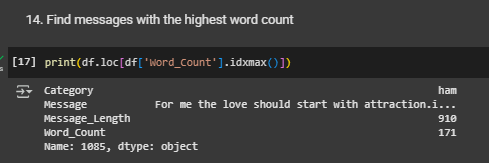 14. Find messages with the highest word count
[17] print(df.loc[df['Word_Count'].idxmax()])
Category ham
Message For me the love should start with attraction.i...
Message_Length 910
Word_Count 171
Name: 1085, dtype: object